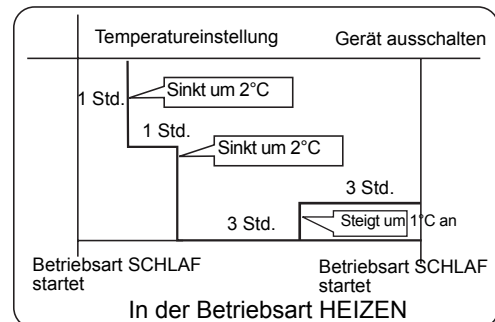 Temperatureinstellung
Gerät ausschalten
1 Std.
Sinkt um 2°C
1 Std.
Sinkt um 2°C
3 Std.
3 Std.
Steigt um 1°C an
Betriebsart SCHLAF
startet
Betriebsart SCHLAF
startet
In der Betriebsart HEIZEN